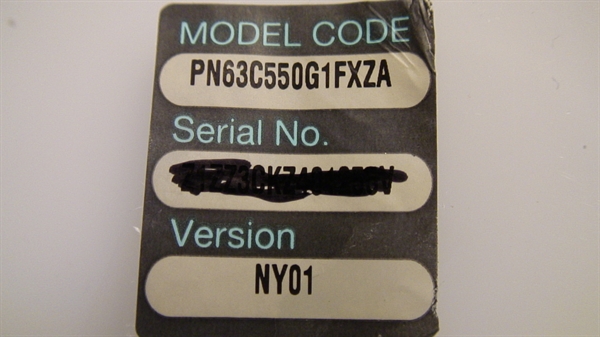 MODEL CODE
PN63C550G1FXZA
Serial No.
Version
NY01